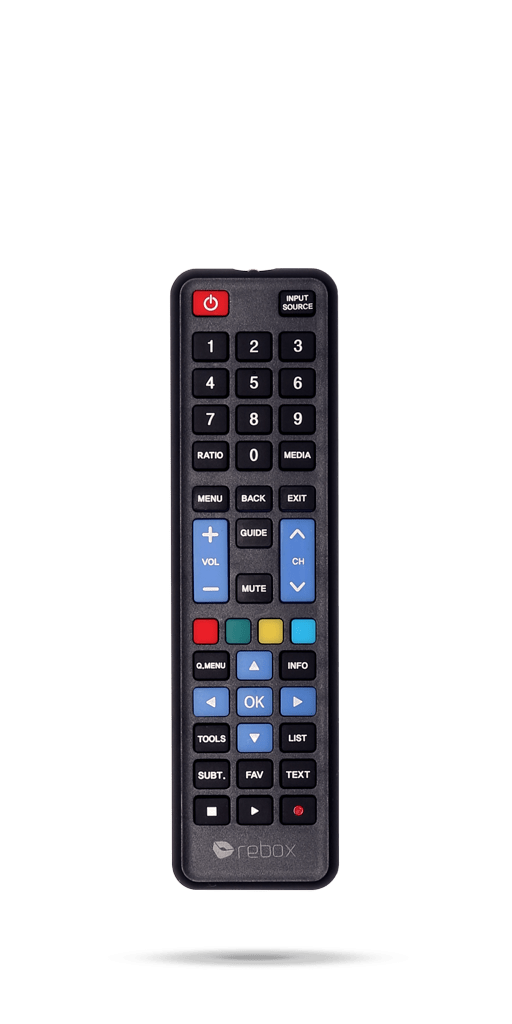 INPUT
SOURCE
1 2 3
4 5 6
7 8 9
RATIO 0 MEDIA
MENU BACK EXIT
+ GUIDE
VOL CH
− MUTE
Q.MENU INFO
OK
TOOLS LIST
SUBT. FAV TEXT
rebox